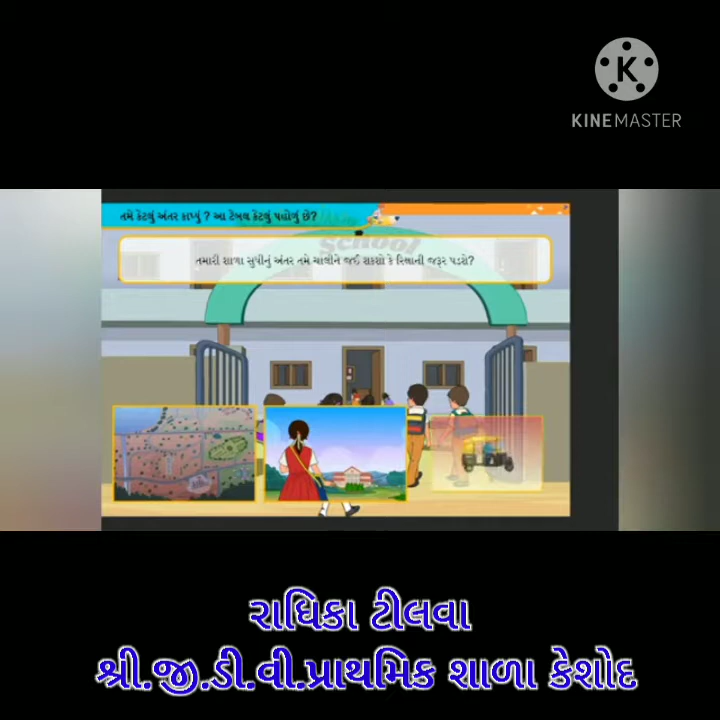 KINEMASTER
તમે કેટલું અંતર કાપ્યું ? આ ટેબલ કેટલું પહોળું છે?
School
તમારી શાળા સુધીનું અંતર તમે ચાલીને જઈ શકશો કે રિક્ષાની જરૂર પડશે?
રાધિકા ટીલવા
શ્રી.જી.ડી.વી.પ્રાથમિક શાળા કેશોદ